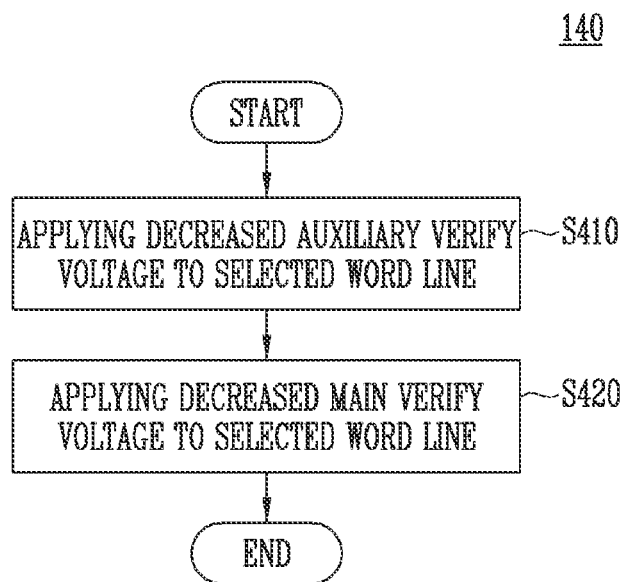 140
START
APPLYING DECREASED AUXILIARY VERIFY
VOLTAGE TO SELECTED WORD LINE
S410
APPLYING DECREASED MAIN VERIFY
VOLTAGE TO SELECTED WORD LINE
S420
END